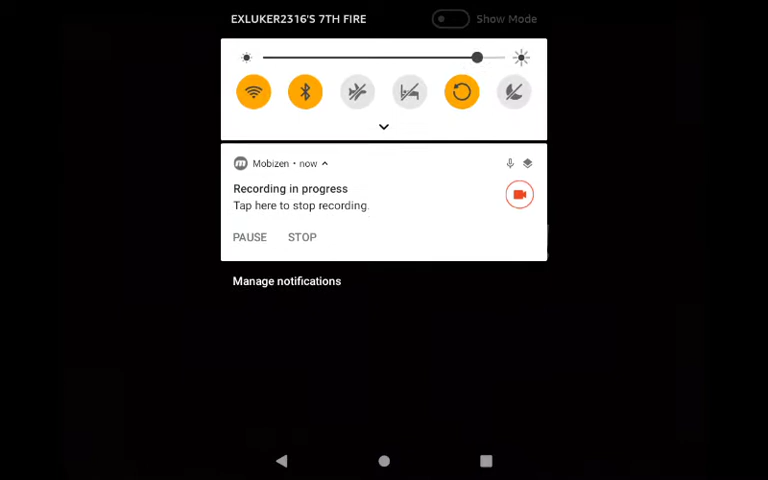 EXLUKER2316'S 7TH FIRE
Show Mode
Mobizen • now
Recording in progress
Tap here to stop recording.
PAUSE STOP
Manage notifications